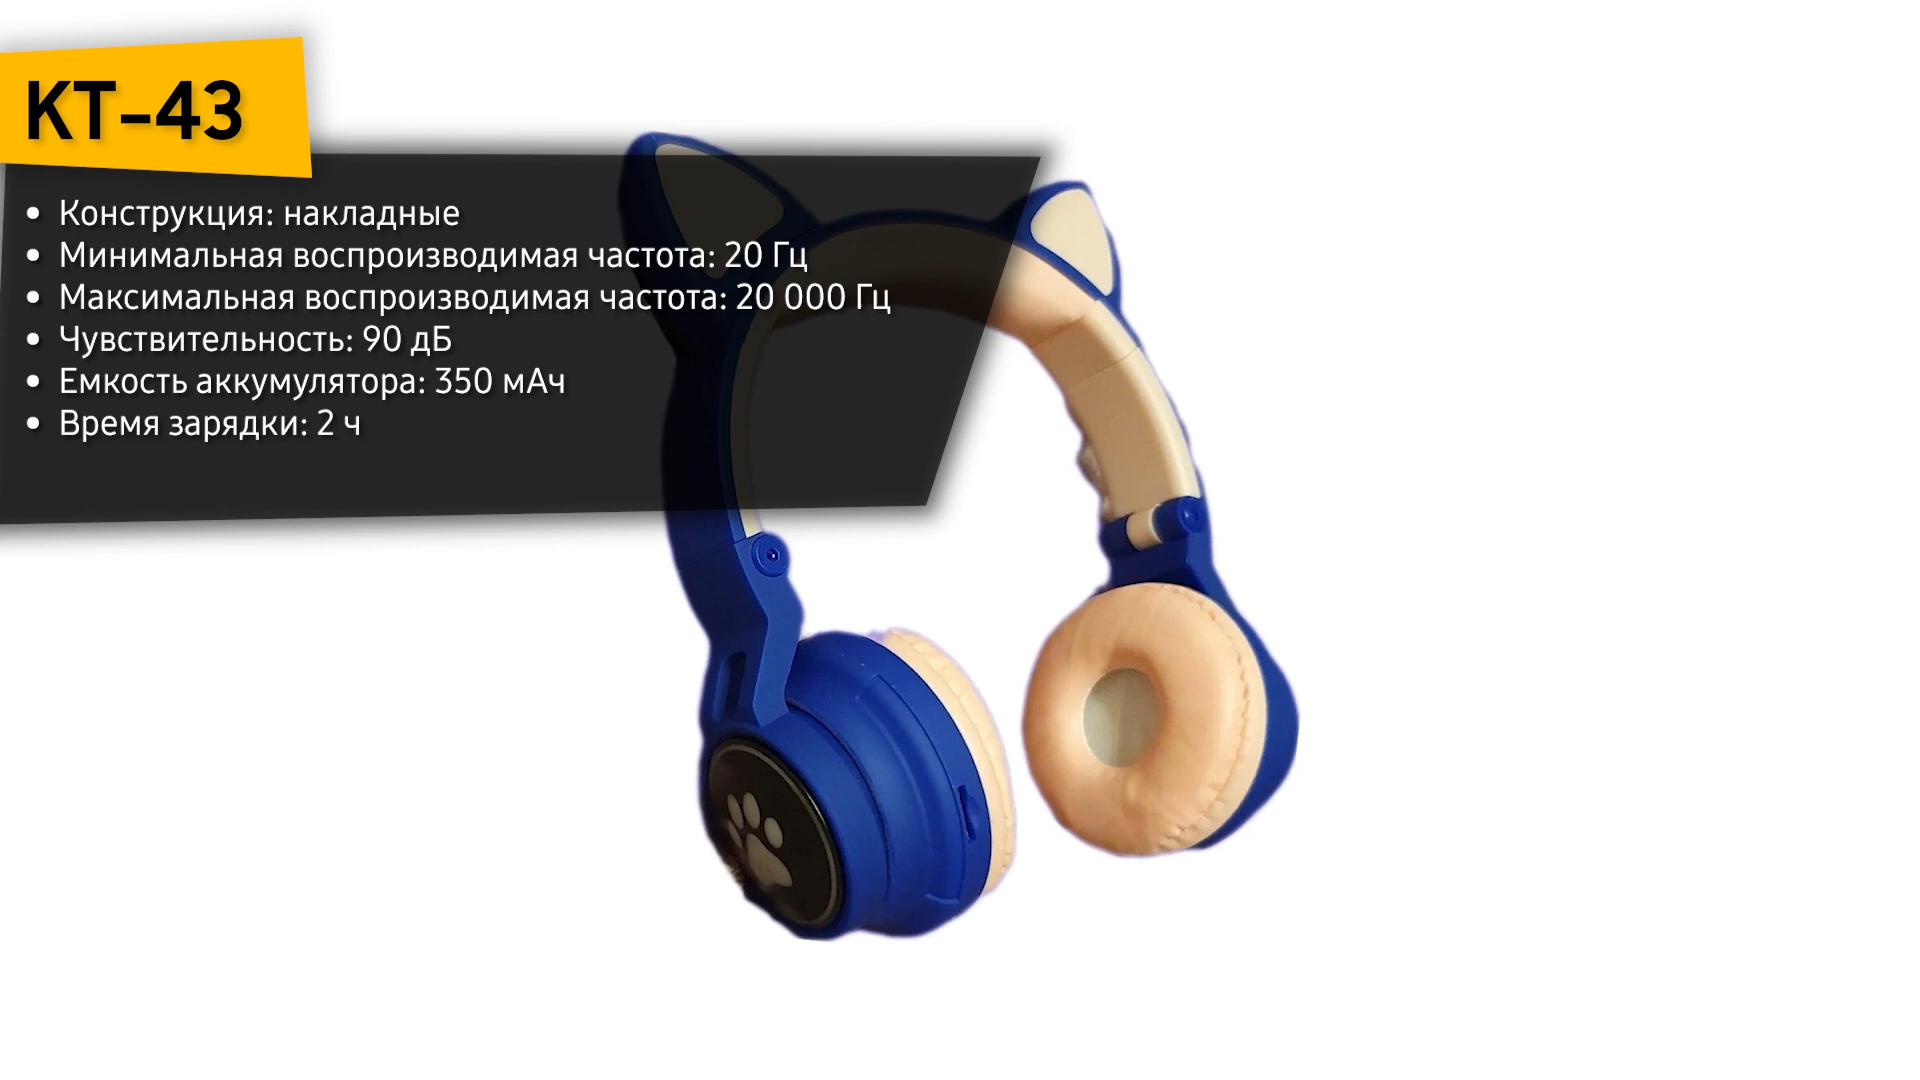 KT-43
• Конструкция: накладные
• Минимальная воспроизводимая частота: 20 Гц
• Максимальная воспроизводимая частота: 20 000 Гц
• Чувствительность: 90 дБ
• Емкость аккумулятора: 350 мАч
• Время зарядки: 2 ч